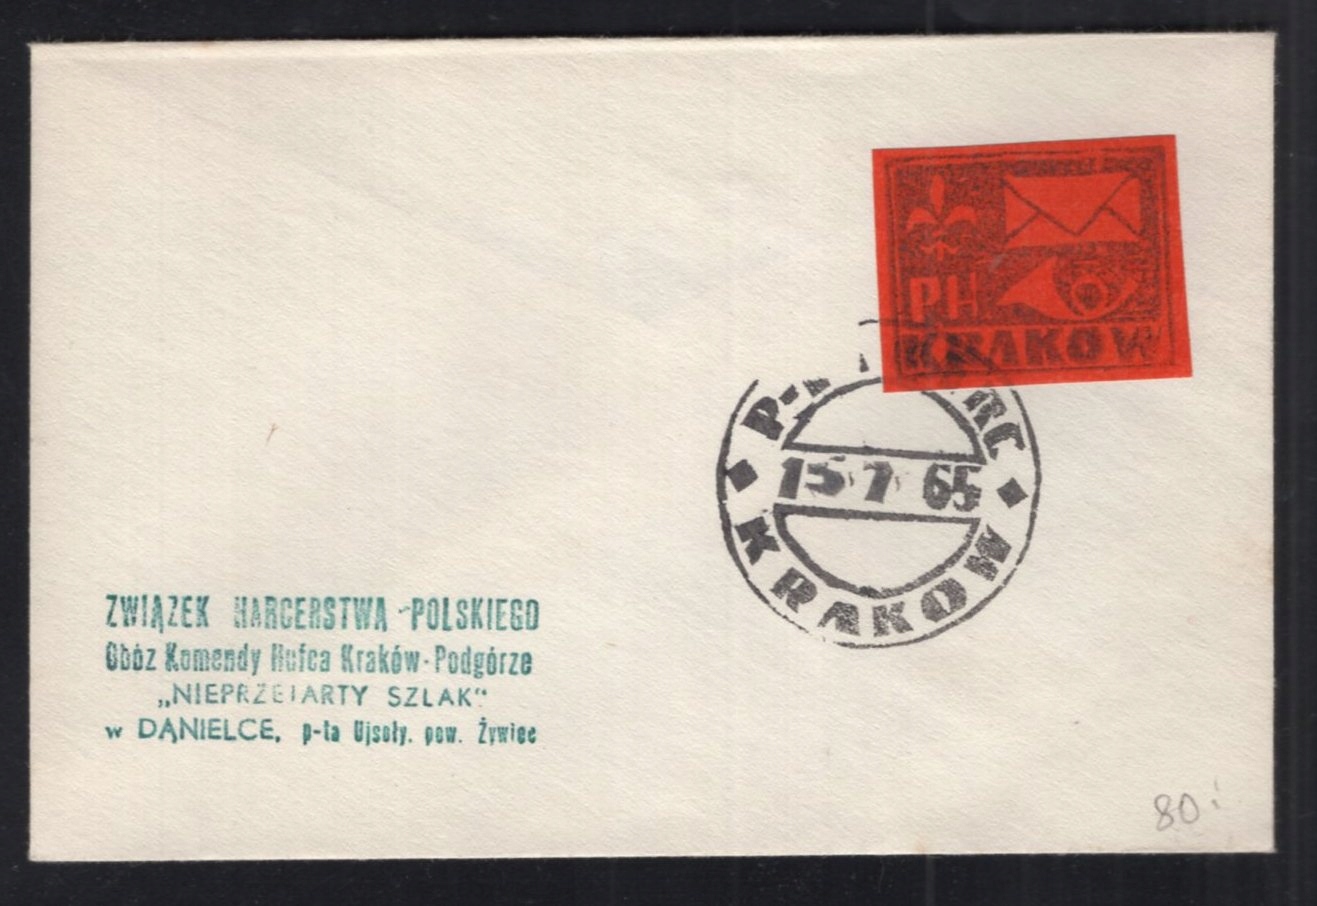 PH
KRAKOW
15 7 65
KRAKOW
ZWIĄZEK HARCERSTWA POLSKIEGO
Obóz Komendy Hufca Kraków-Podgórze
„NIEPRZETARTY SZLAK"
w DANIELCE, p-ta Ujsoły. pow. Żywiec
80